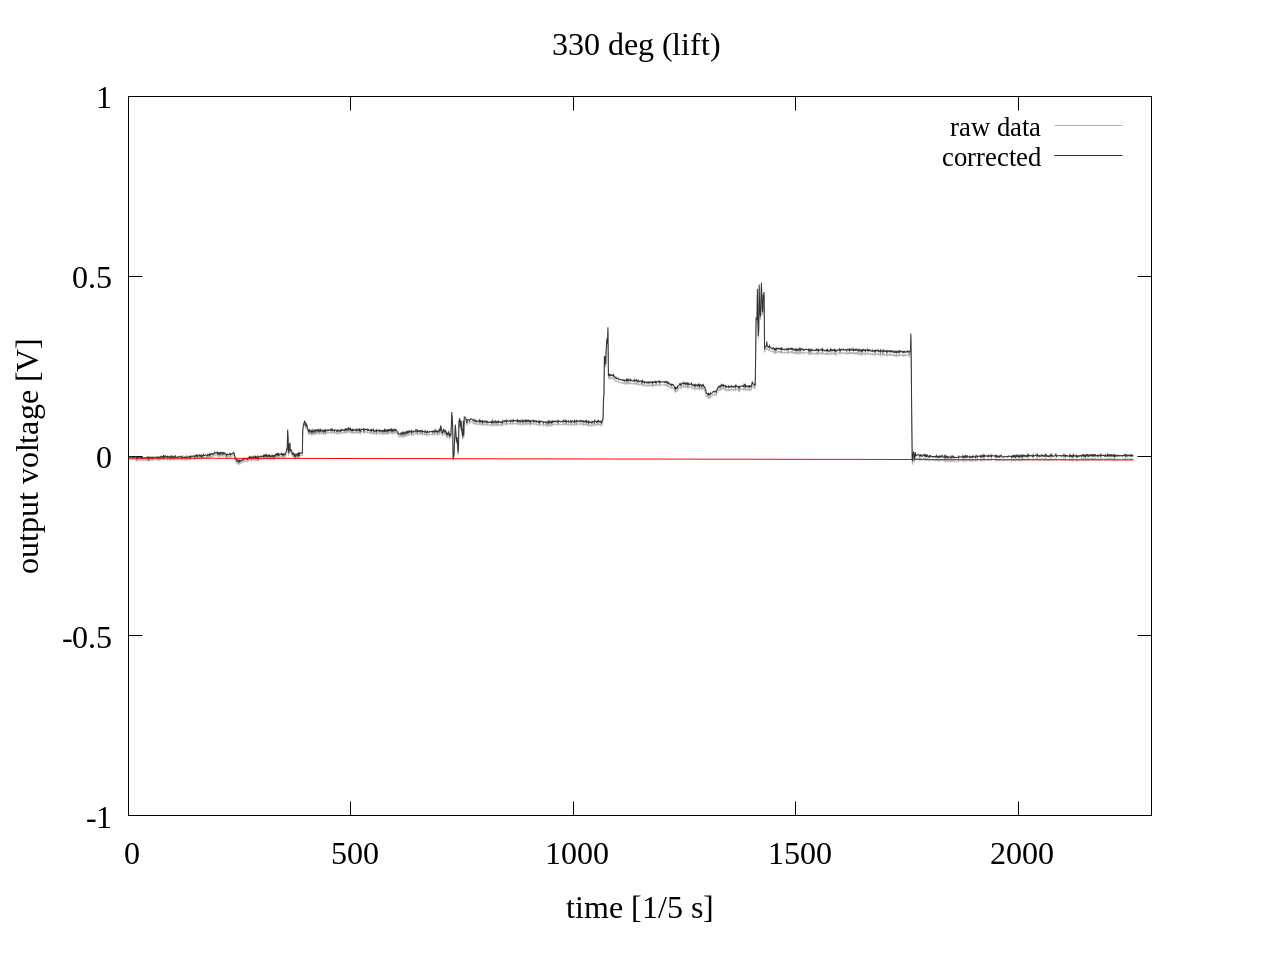 330 deg (lift)
1
raw data
corrected
0.5
0
-0.5
-1
output voltage [V]
0 500 1000 1500 2000
time [1/5 s]